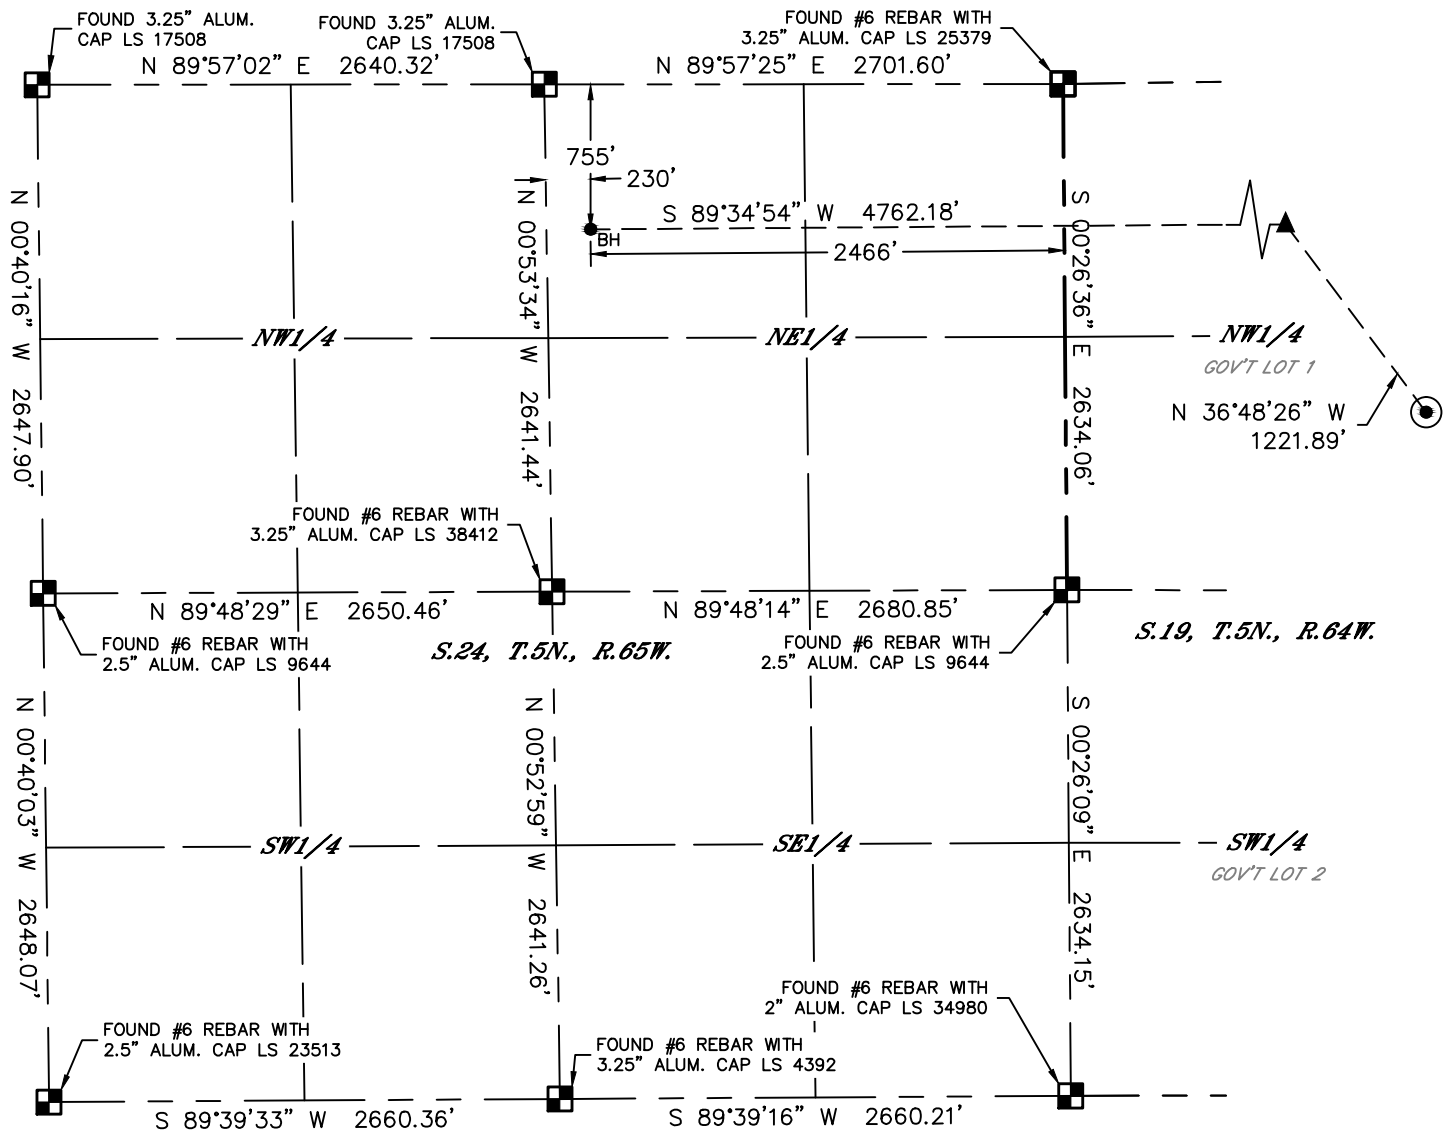 FOUND 3.25" ALUM.
CAP LS 17508
FOUND 3.25" ALUM.
CAP LS 17508
FOUND #6 REBAR WITH
3.25" ALUM. CAP LS 25379
N 89°57'02" E 2640.32'
N 89°57'25" E 2701.60'
755'
230'
S 89°34'54" W 4762.18'
BH
2466'
N 00°40'16" W 2647.90'
N 00°53'34" W 2641.44'
S 00°26'36" E 2634.06'
NW1/4
NE1/4
NW1/4
GOV'T LOT 1
N 36°48'26" W
1221.89'
FOUND #6 REBAR WITH
3.25" ALUM. CAP LS 38412
N 89°48'29" E 2650.46'
N 89°48'14" E 2680.85'
FOUND #6 REBAR WITH
2.5" ALUM. CAP LS 9644
S.24, T.5N., R.65W.
FOUND #6 REBAR WITH
2.5" ALUM. CAP LS 9644
S.19, T.5N., R.64W.
N 00°40'03" W 2648.07'
N 00°52'59" W 2641.26'
S 00°26'09" E 2634.15'
SW1/4
SE1/4
SW1/4
GOV'T LOT 2
FOUND #6 REBAR WITH
2" ALUM. CAP LS 34980
FOUND #6 REBAR WITH
2.5" ALUM. CAP LS 23513
FOUND #6 REBAR WITH
3.25" ALUM. CAP LS 4392
S 89°39'33" W 2660.36'
S 89°39'16" W 2660.21'